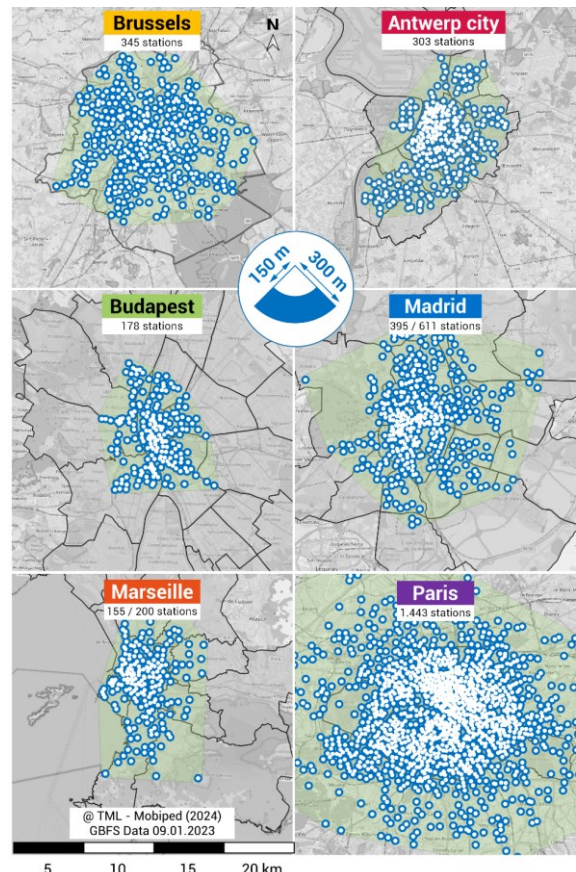 Brussels
345 stations
N
Antwerp city
303 stations
150 m
300 m
Budapest
178 stations
Madrid
395 / 611 stations
Marseille
155 / 200 stations
Paris
1.443 stations
@ TML - Mobiped (2024)
GBFS Data 09.01.2023
5 10 15 20 km